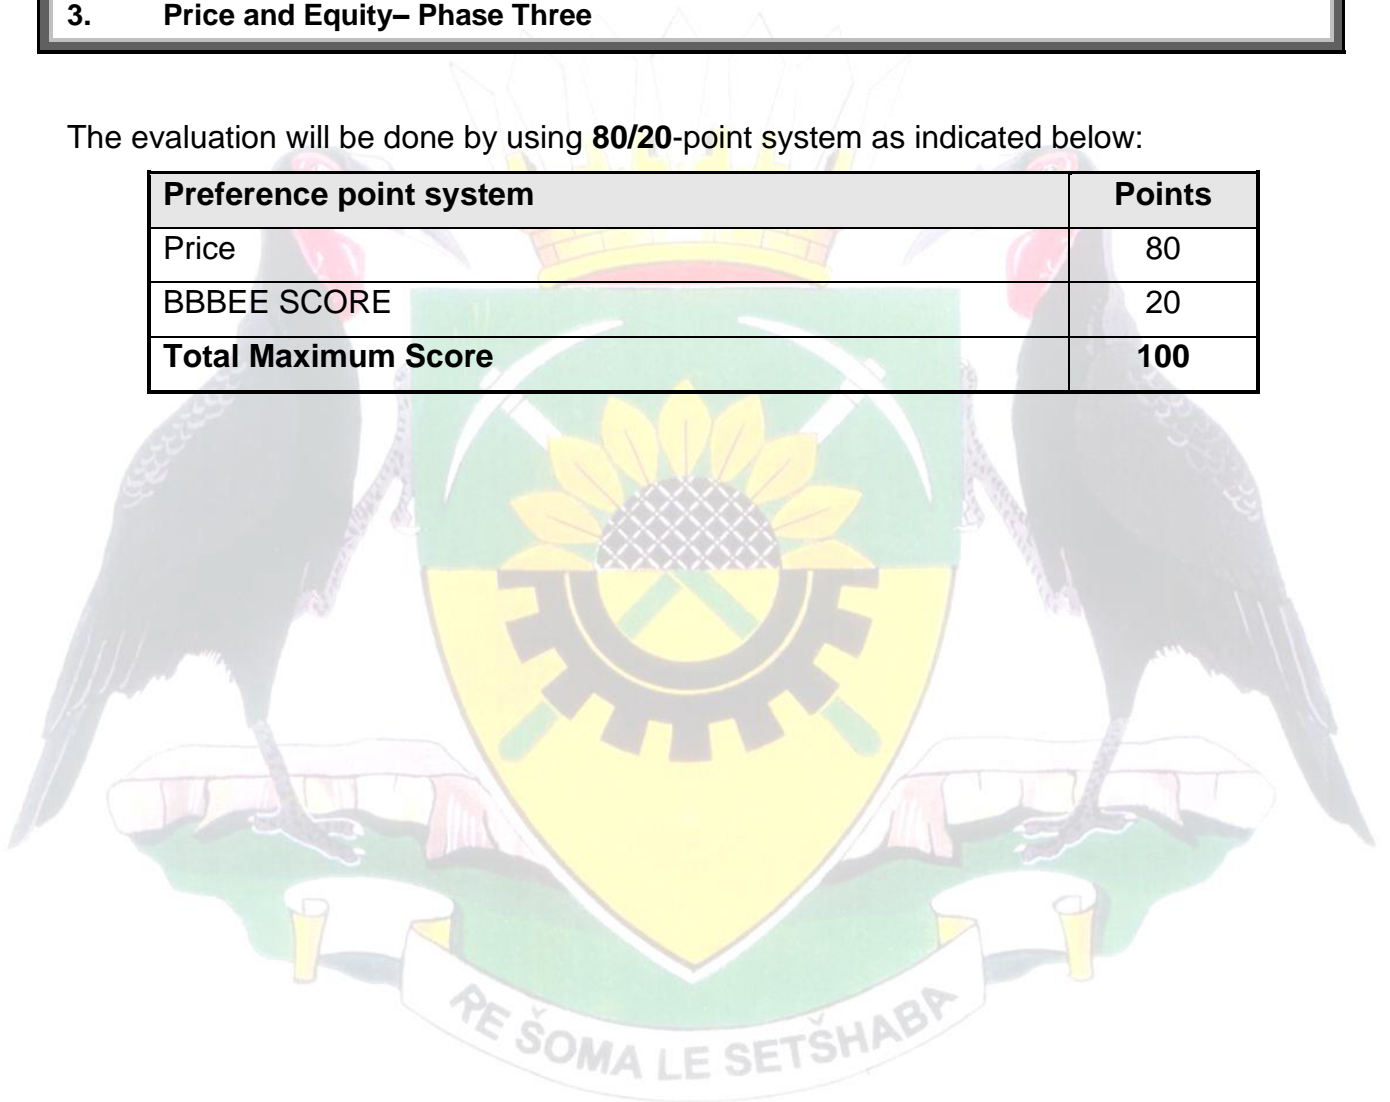 3. Price and Equity– Phase Three
The evaluation will be done by using 80/20-point system as indicated below:
Preference point system Points
Price 80
BBBEE SCORE 20
Total Maximum Score 100
RE ŠOMA LE SETŠHABA